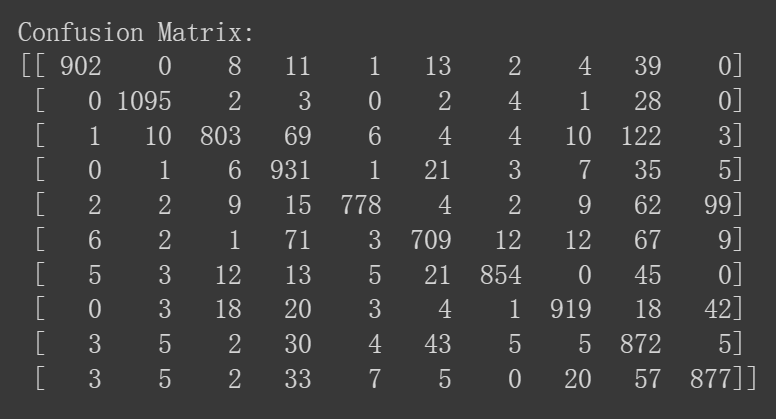 Confusion Matrix:
[[ 902 0 8 11 1 13 2 4 39 0]
[ 0 1095 2 3 0 2 4 1 28 0]
[ 1 10 803 69 6 4 4 10 122 3]
[ 0 1 6 931 1 21 3 7 35 5]
[ 2 2 9 15 778 4 2 9 62 99]
[ 6 2 1 71 3 709 12 12 67 9]
[ 5 3 12 13 5 21 854 0 45 0]
[ 0 3 18 20 3 4 1 919 18 42]
[ 3 5 2 30 4 43 5 5 872 5]
[ 3 5 2 33 7 5 0 20 57 877]]